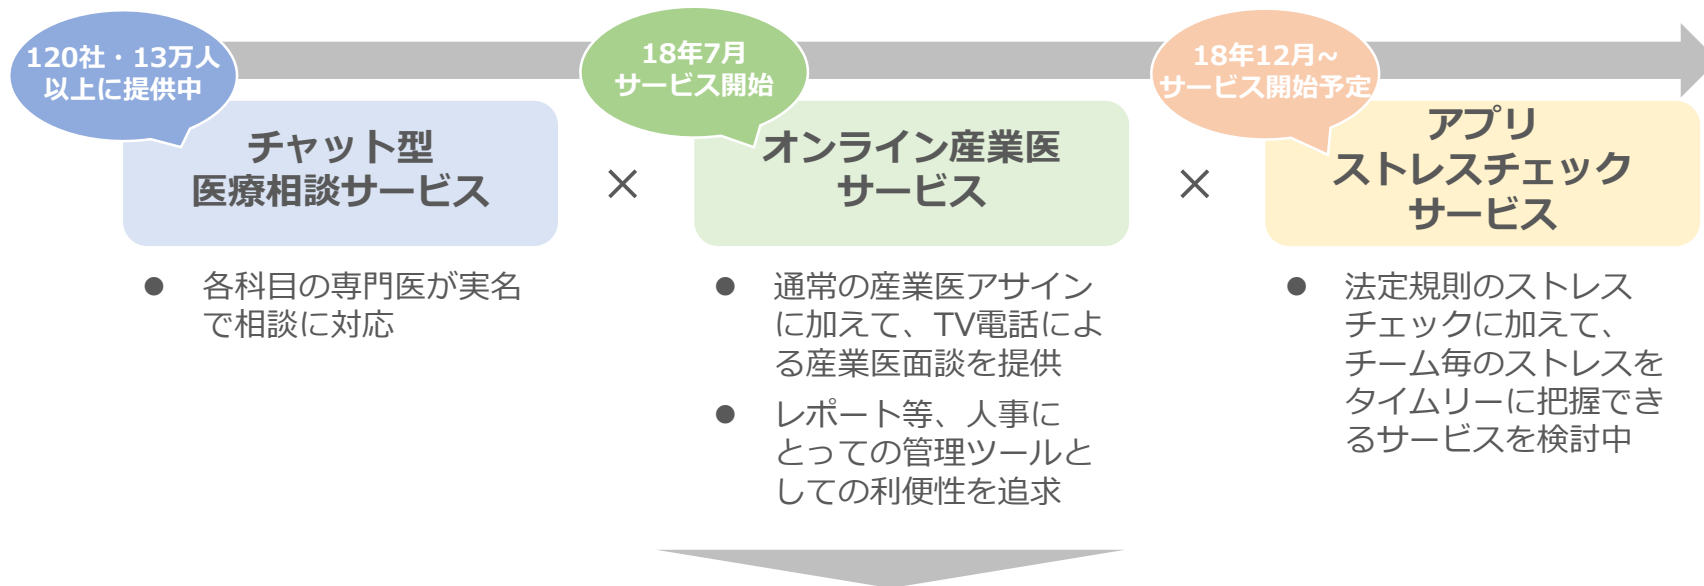 120社・13万人
以上に提供中
チャット型
医療相談サービス
● 各科目の専門医が実名
で相談に対応
×
18年7月
サービス開始
オンライン産業医
サービス
● 通常の産業医アサイン
に加えて、TV電話によ
る産業医面談を提供
● レポート等、人事に
とっての管理ツールと
しての利便性を追求
×
18年12月~
サービス開始予定
アプリ
ストレスチェック
サービス
● 法定規則のストレス
チェックに加えて、
チーム毎のストレスを
タイムリーに把握でき
るサービスを検討中